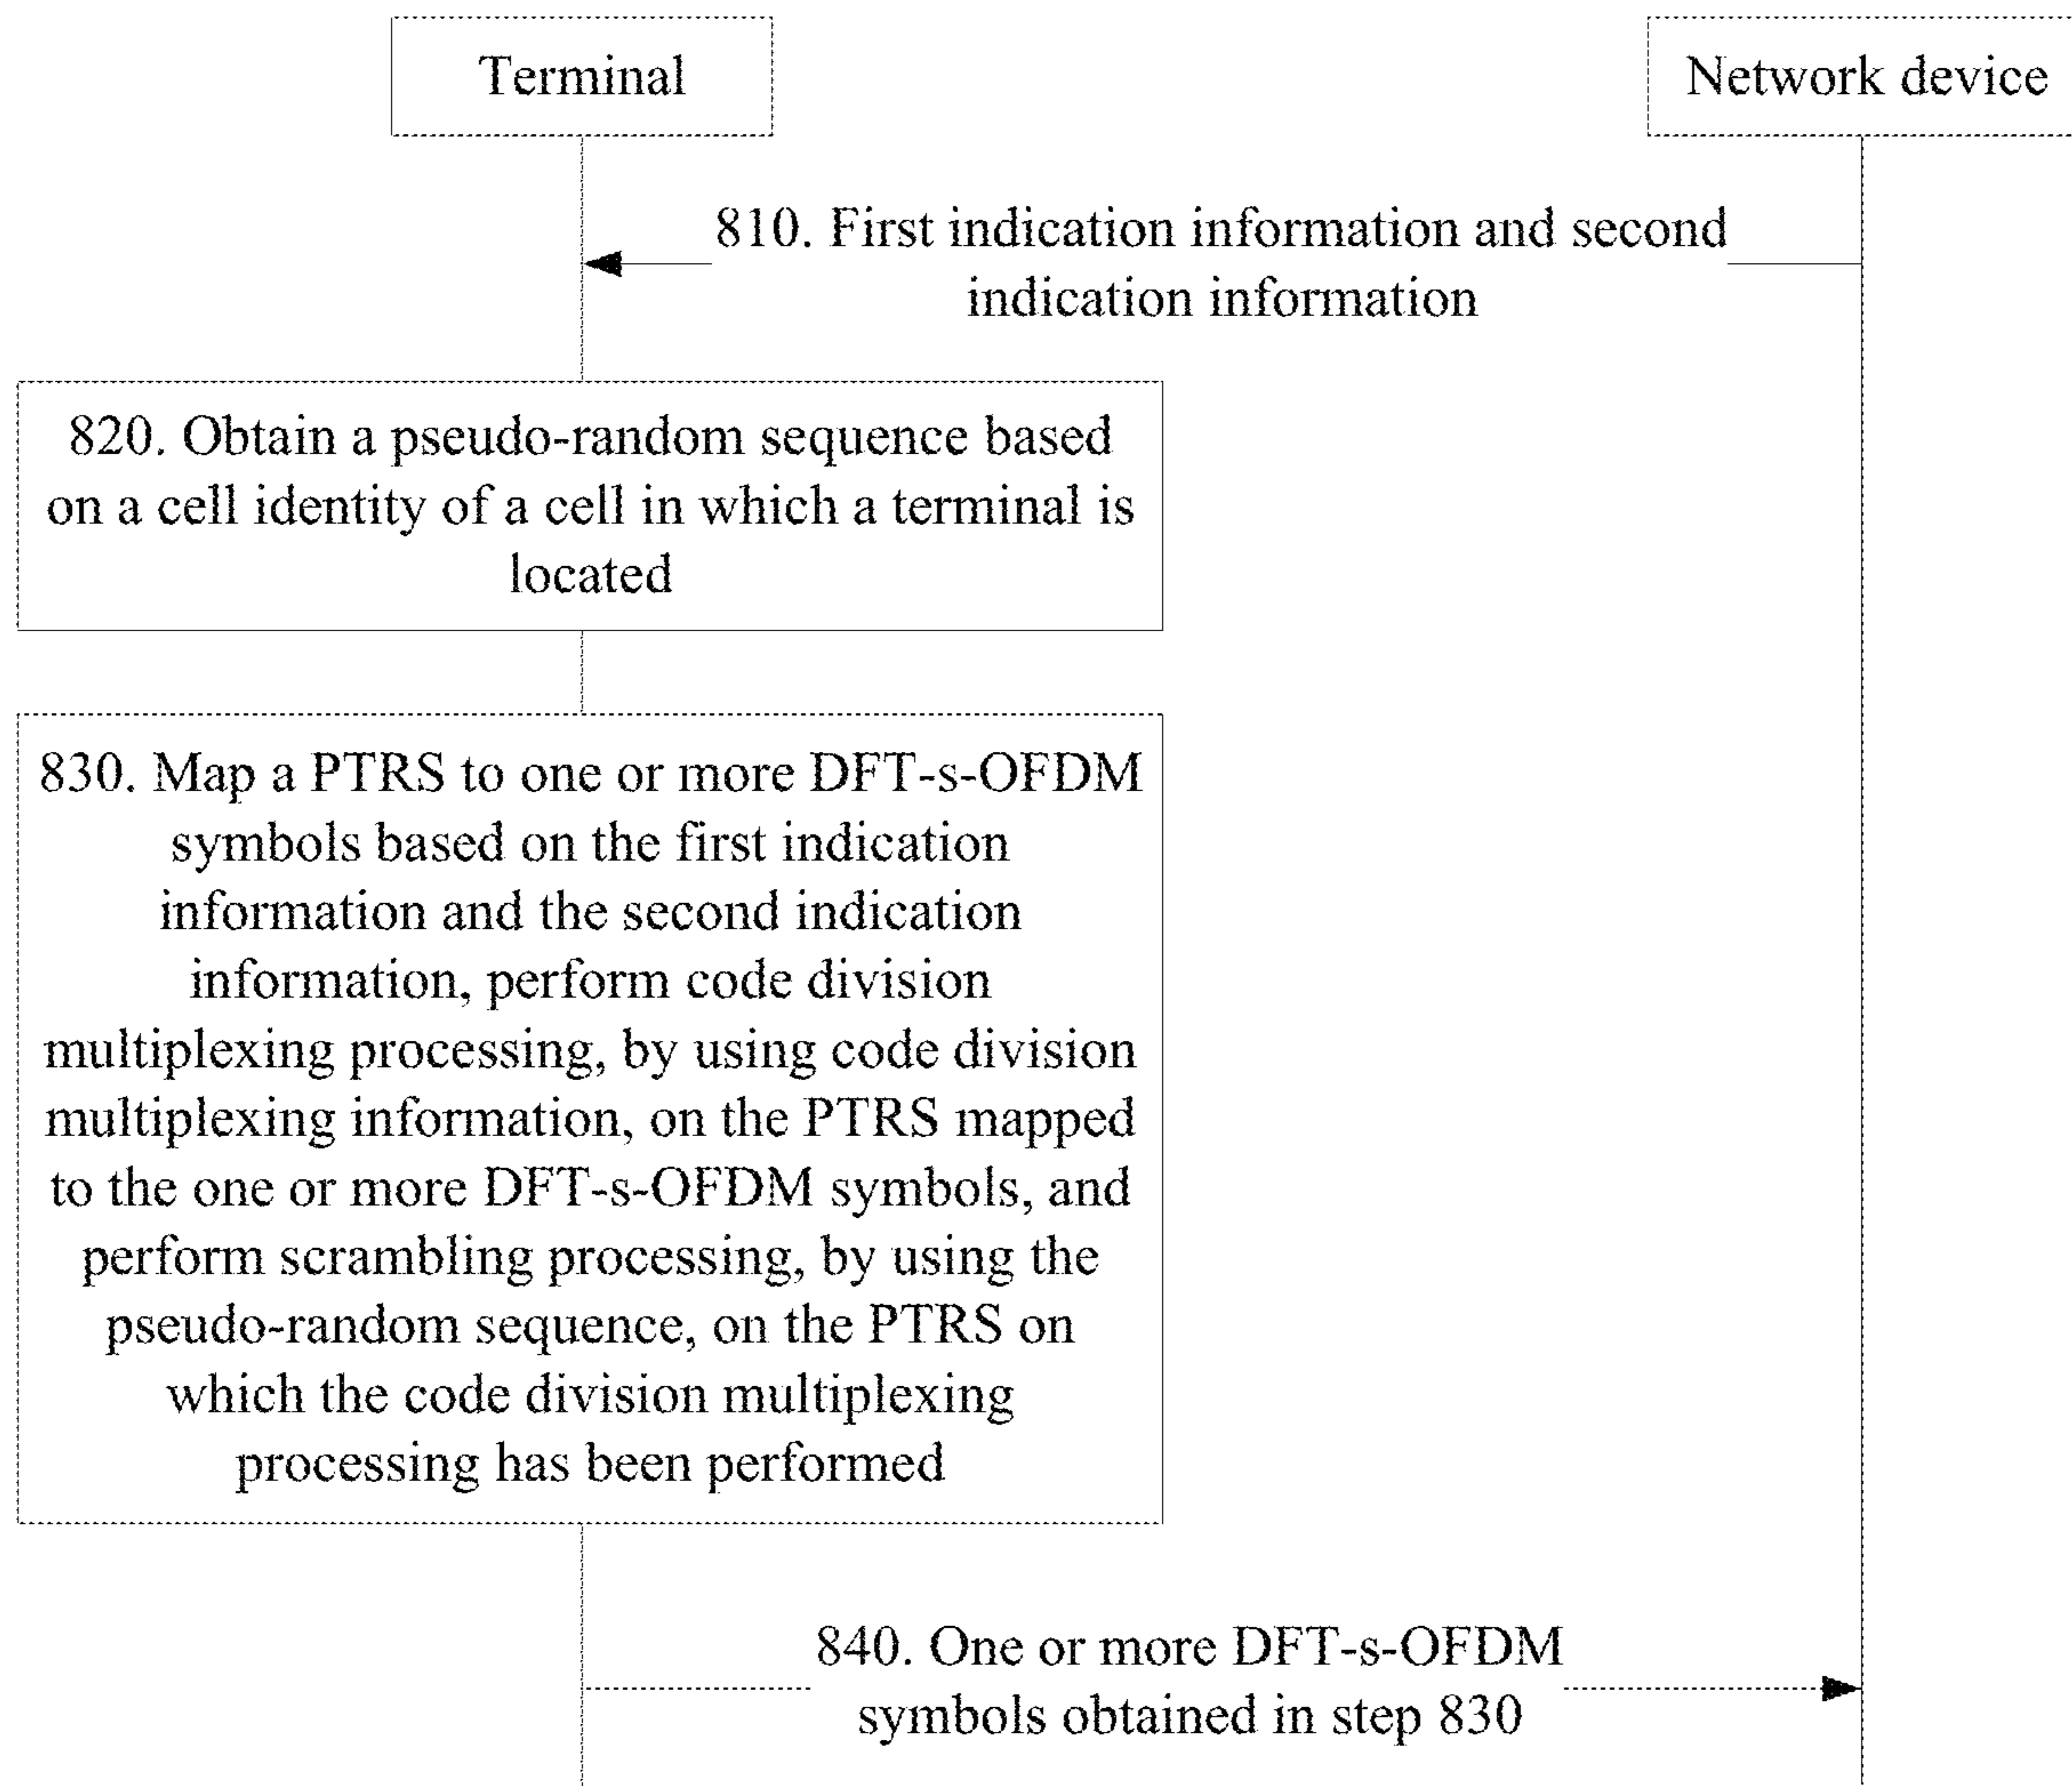 Terminal
Network device
810. First indication information and second
indication information
820. Obtain a pseudo-random sequence based
on a cell identity of a cell in which a terminal is
located
830. Map a PTRS to one or more DFT-s-OFDM
symbols based on the first indication
information and the second indication
information, perform code division
multiplexing processing, by using code division
multiplexing information, on the PTRS mapped
to the one or more DFT-s-OFDM symbols, and
perform scrambling processing, by using the
pseudo-random sequence, on the PTRS on
which the code division multiplexing
processing has been performed
840. One or more DFT-s-OFDM
symbols obtained in step 830